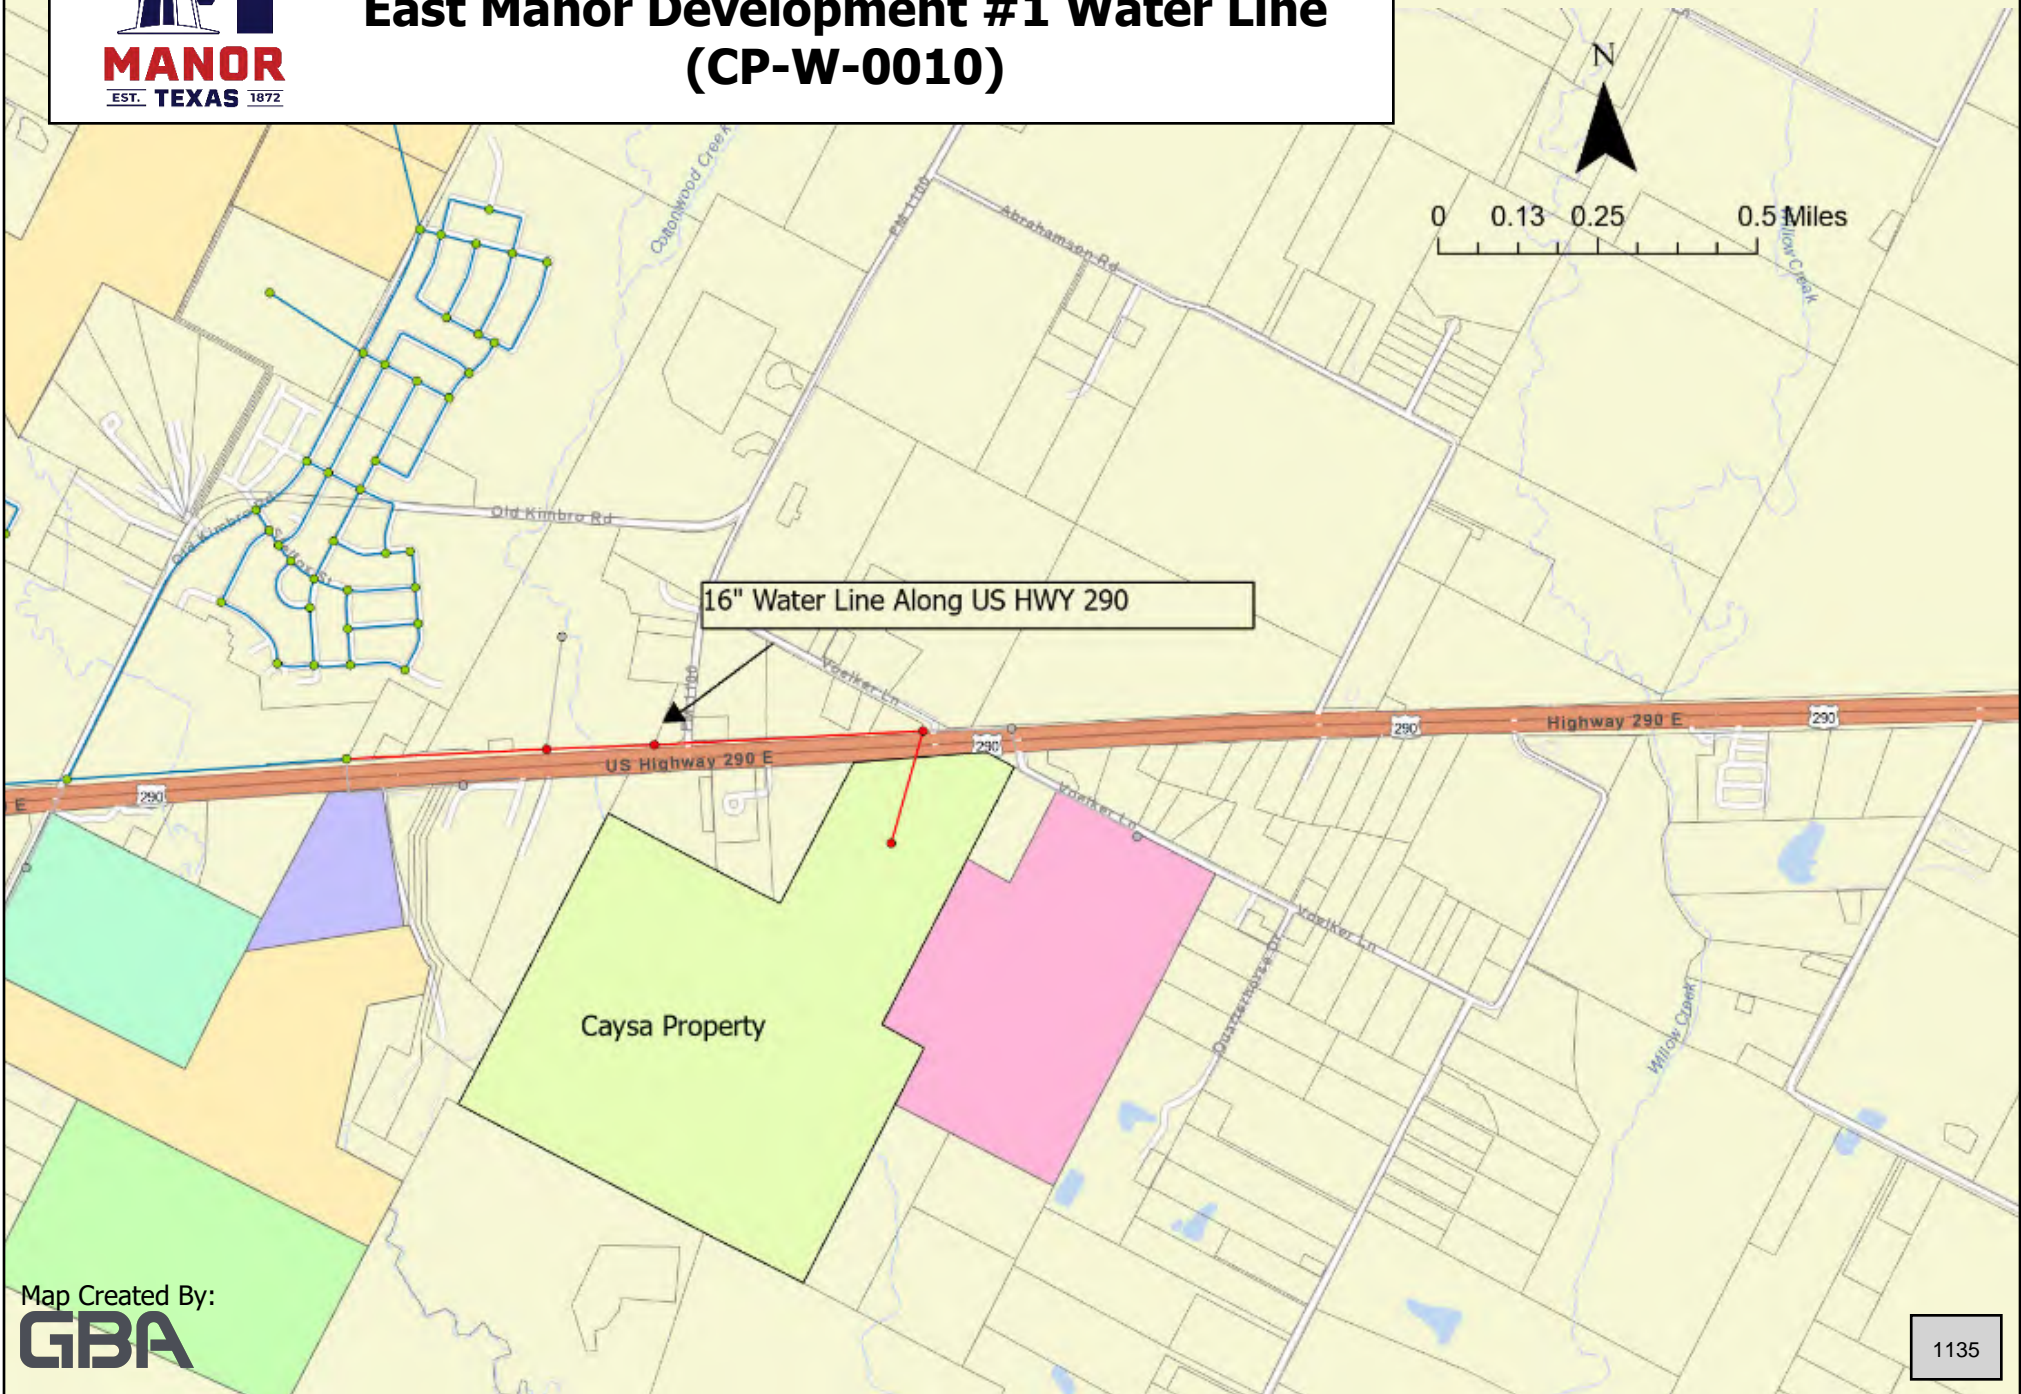 East Manor Development #1 Water Line
(CP-W-0010)
MANOR
EST. TEXAS 1872
N
0 0.13 0.25 0.5 Miles
Cottonwood Creek
FM 1100
Abrahamson Rd
Willow Creak
Old Kimbro Rd
Old Kimbro Rd
16" Water Line Along US HWY 290
Voelker Ln
US Highway 290 E
290
290
290
Highway 290 E
290
E
Voelker Ln
Voelker Ln
Quarterhorse Dr
Willow Creak
Caysa Property
Map Created By:
GBA
1135